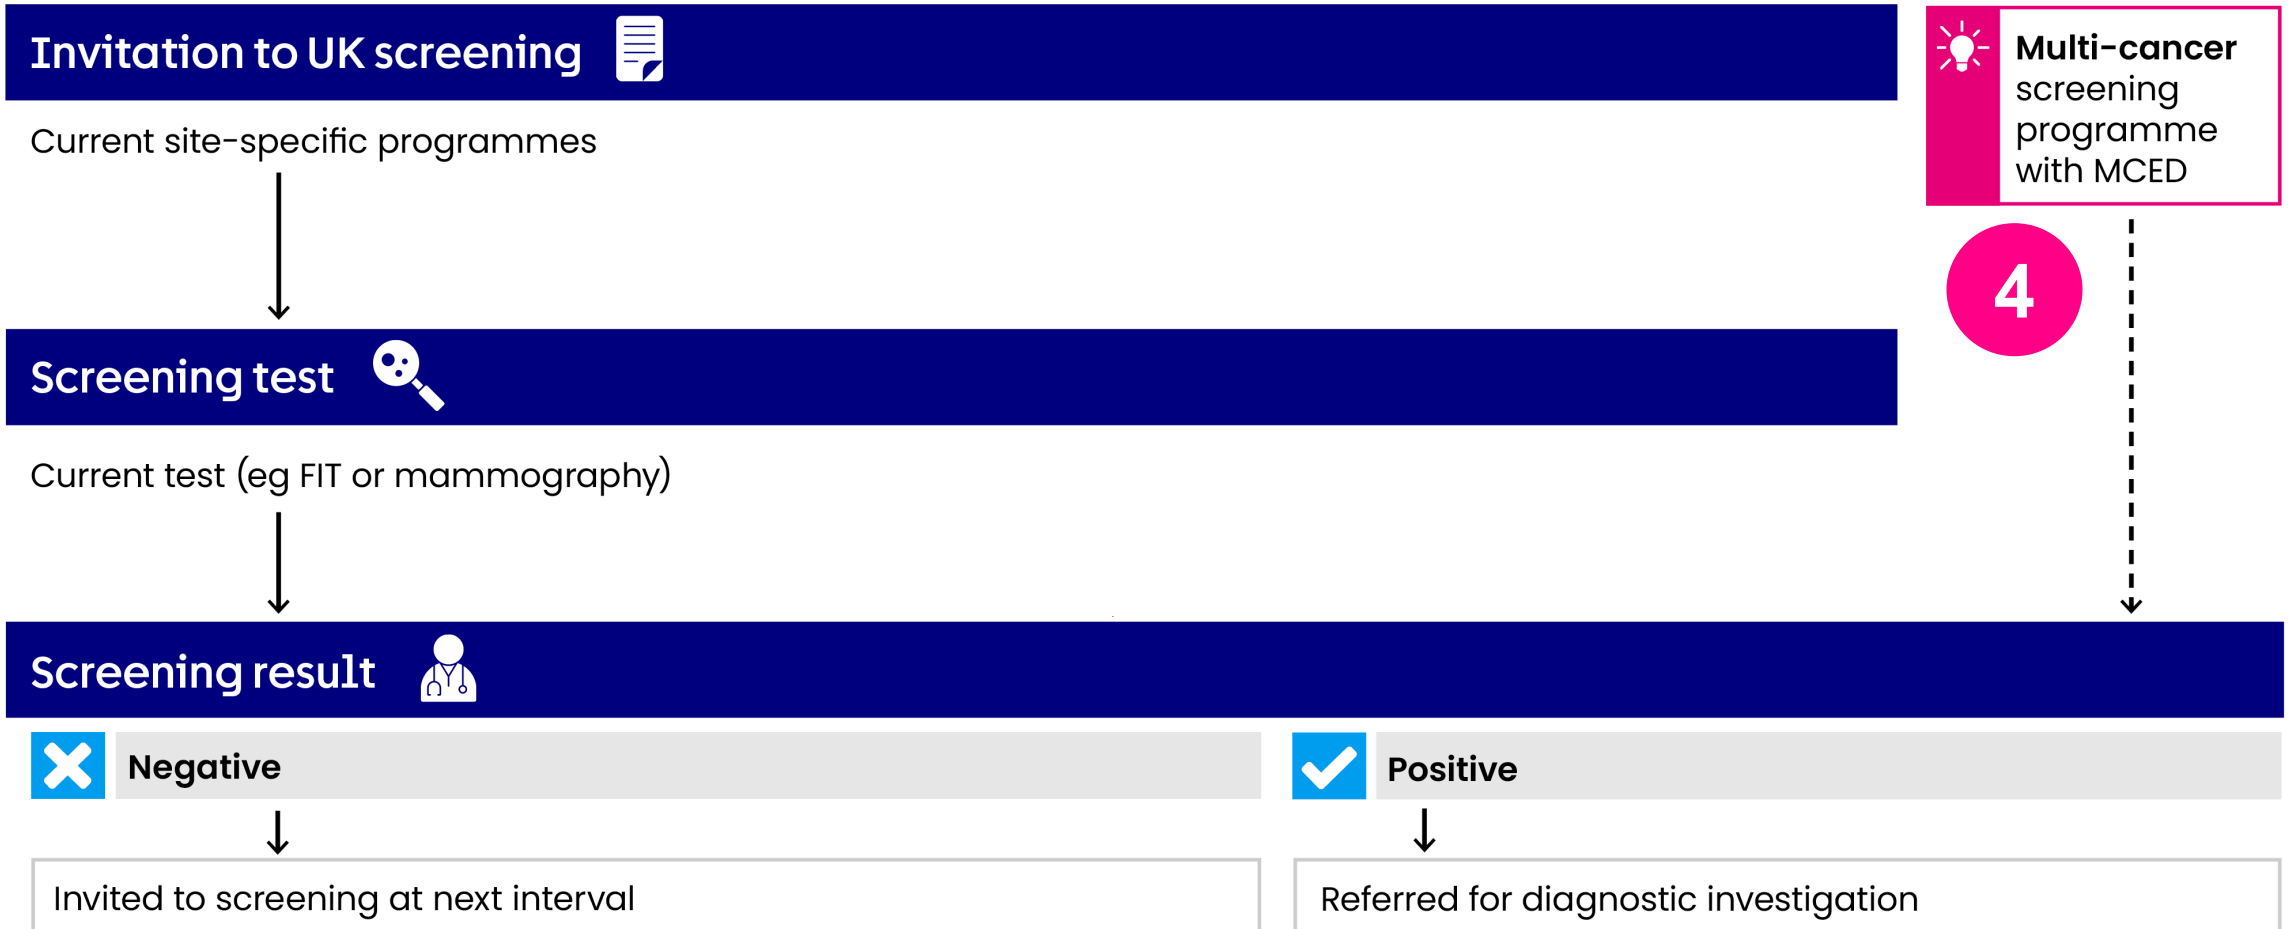 Invitation to UK screening
Multi-cancer
screening
programme
with MCED
Current site-specific programmes
4
Screening test
Current test (eg FIT or mammography)
Screening result
Negative
Positive
Invited to screening at next interval
Referred for diagnostic investigation